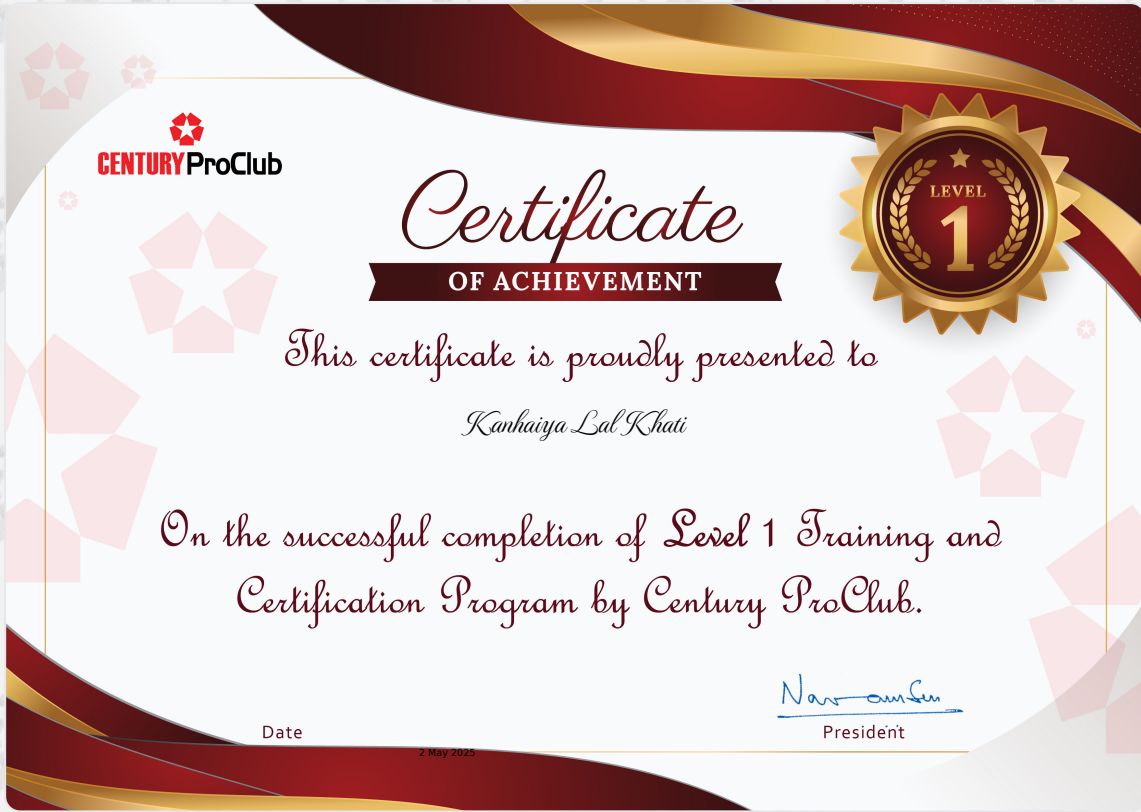 CENTURY ProClub
LEVEL
1
Certificate
OF ACHIEVEMENT
This certificate is proudly presented to
Kanhaiya Lal Khati
On the successful completion of Level 1 Training and
Certification Program by Century ProClub.
Date
President
2 May 2025